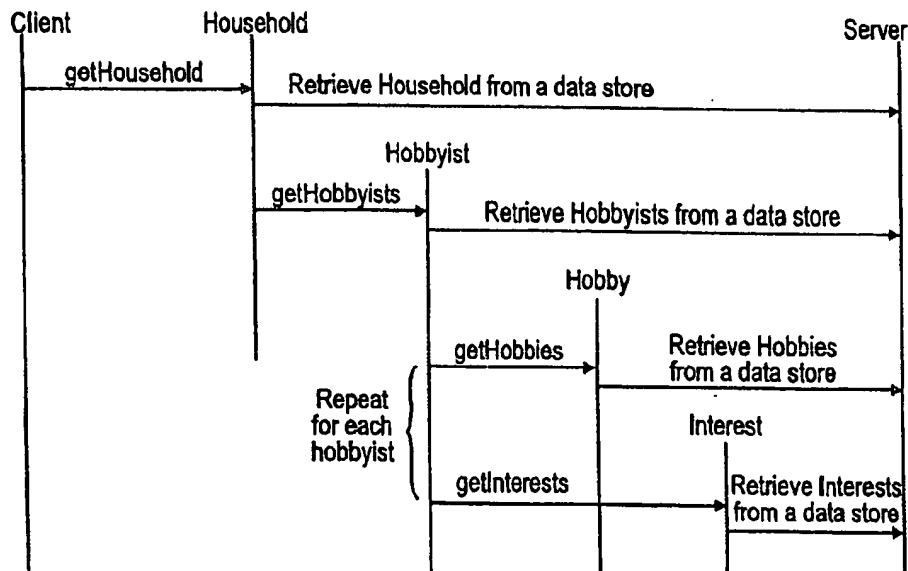 Client
Household
Server
getHousehold
Retrieve Household from a data store
Hobbyist
getHobbyists
Retrieve Hobbyists from a data store
Hobby
getHobbies
Retrieve Hobbies
from a data store
Repeat
for each
hobbyist
Interest
getInterests
Retrieve Interests
from a data store